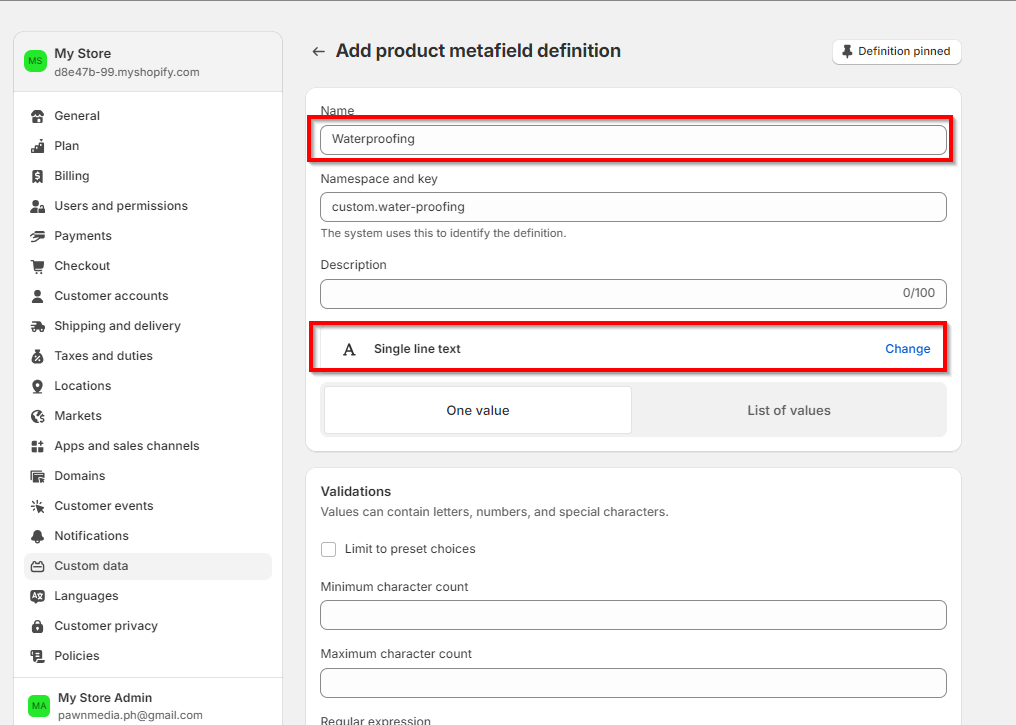 MS
My Store
d8e47b-99.myshopify.com
General
Plan
Billing
Users and permissions
Payments
Checkout
Customer accounts
Shipping and delivery
Taxes and duties
Locations
Markets
Apps and sales channels
Domains
Customer events
Notifications
Custom data
Languages
Customer privacy
Policies
MA
My Store Admin
pawnmedia.ph@gmail.com
← Add product metafield definition
Definition pinned
Name
Waterproofing
Namespace and key
custom.water-proofing
The system uses this to identify the definition.
Description
0/100
A Single line text Change
One value List of values
Validations
Values can contain letters, numbers, and special characters.
Limit to preset choices
Minimum character count
Maximum character count
Regular expression